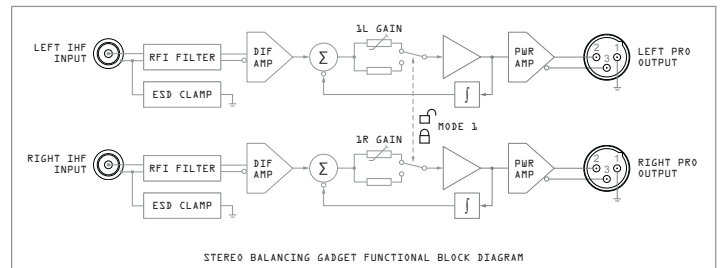 1L GAIN
LEFT IHF
INPUT
RFI FILTER
DIF
AMP
Σ
PWR
AMP
2 3 1
LEFT PRO
OUTPUT
ESD CLAMP
∫
MODE 1
1R GAIN
RIGHT IHF
INPUT
RFI FILTER
DIF
AMP
Σ
PWR
AMP
2 3 1
RIGHT PRO
OUTPUT
ESD CLAMP
∫
STEREO BALANCING GADGET FUNCTIONAL BLOCK DIAGRAM